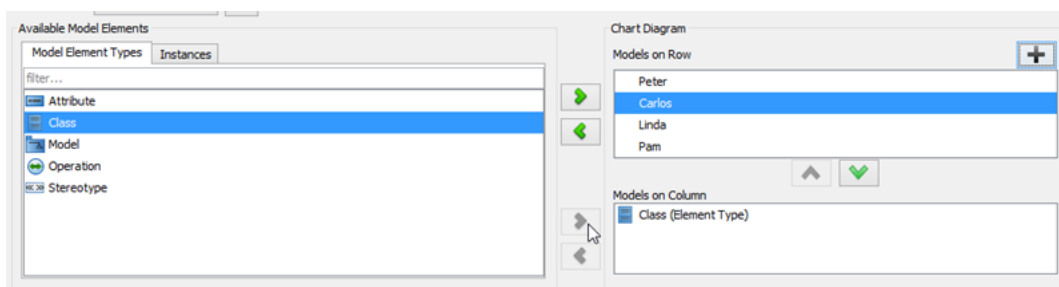 Available Model Elements
Model Element Types Instances
filter...
Attribute
Class
Model
Operation
Stereotype
Chart Diagram
Models on Row
Peter
Carlos
Linda
Pam
Models on Column
Class (Element Type)